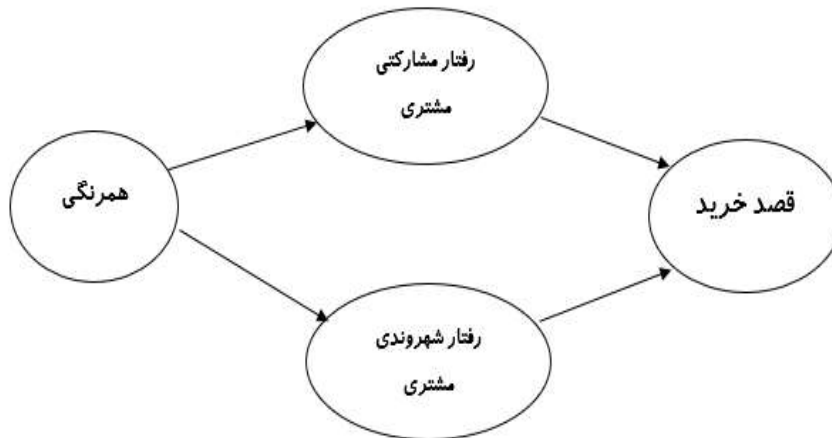 همرنگی
رفتار مشارکتی
مشتری
رفتار شهروندی
مشتری
قصد خرید